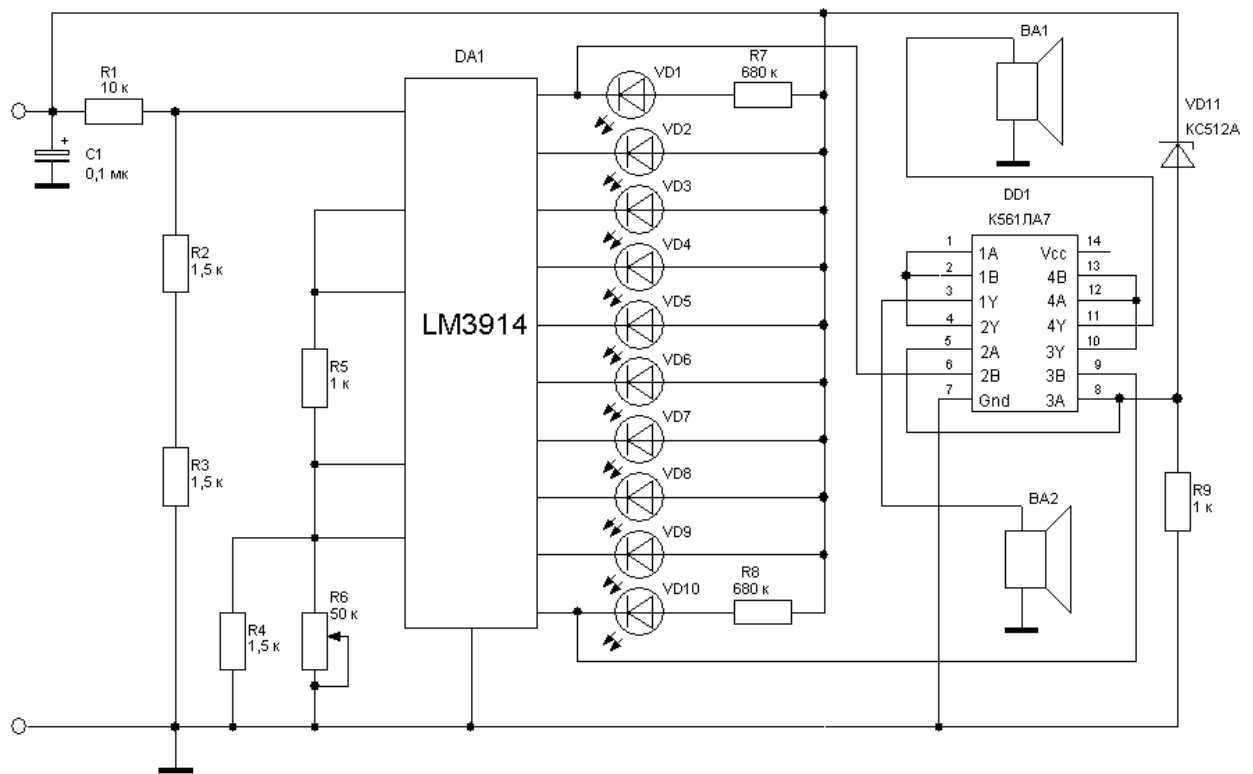 R1
10 к
+
C1
0,1 мк
R2
1,5 к
R3
1,5 к
R5
1 к
R4
1,5 к
R6
50 к
DA1
LM3914
VD1
VD2
VD3
VD4
VD5
VD6
VD7
VD8
VD9
VD10
R7
680 к
R8
680 к
BA1
VD11
КС512А
DD1
К561ЛА7
1 1A Vcc 14
2 1B 4B 13
3 1Y 4A 12
4 2Y 4Y 11
5 2A 3Y 10
6 2B 3B 9
7 Gnd 3A 8
BA2
R9
1 к